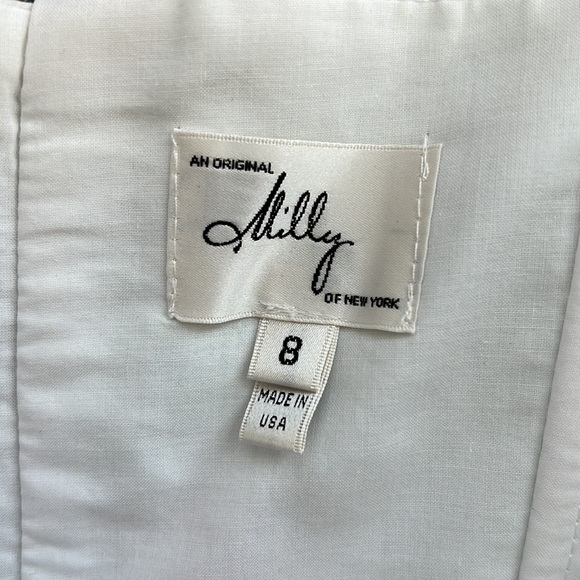 AN ORIGINAL
Milly
OF NEW YORK
8
MADE IN
USA